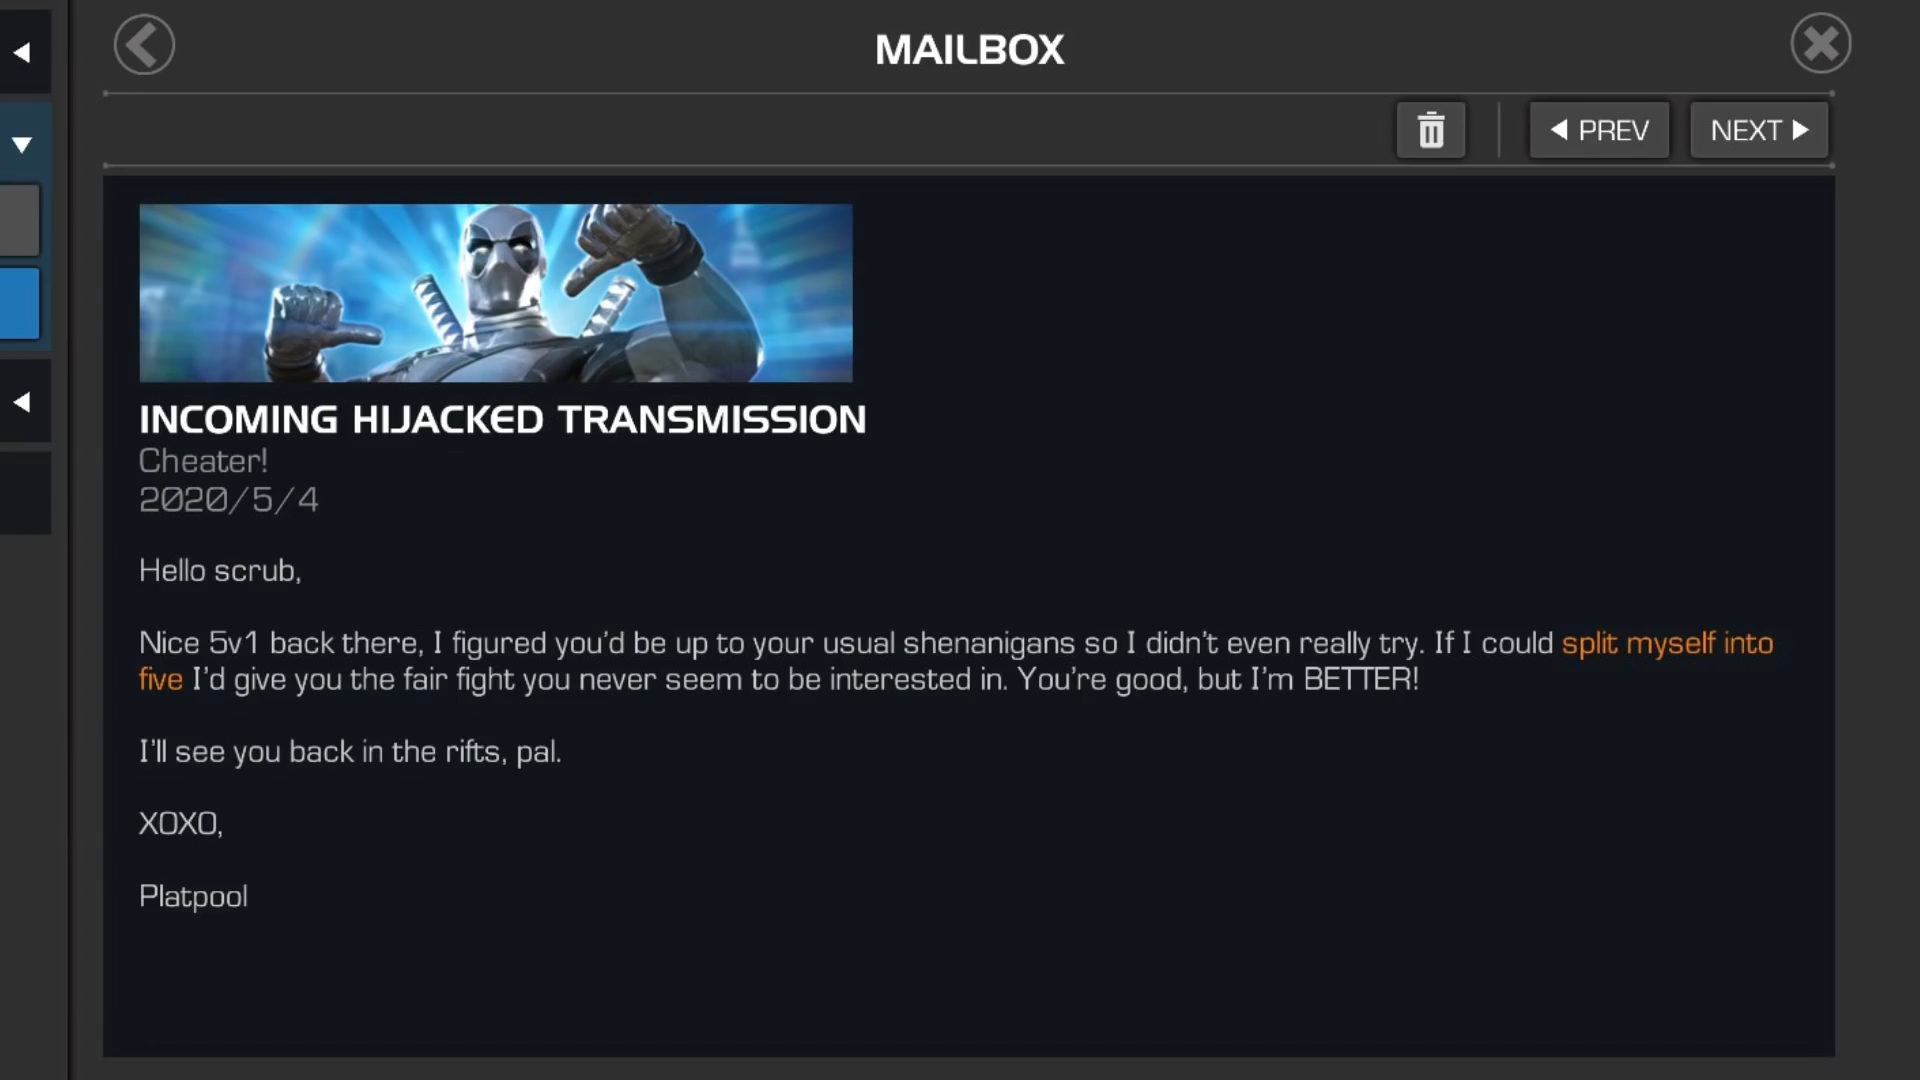 MAILBOX
PREV
NEXT
INCOMING HIJACKED TRANSMISSION
Cheater!
2020/5/4
Hello scrub,
Nice 5v1 back there, I figured you'd be up to your usual shenanigans so I didn't even really try. If I could split myself into
five I'd give you the fair fight you never seem to be interested in. You're good, but I'm BETTER!
I'll see you back in the rifts, pal.
XOXO,
Platpool